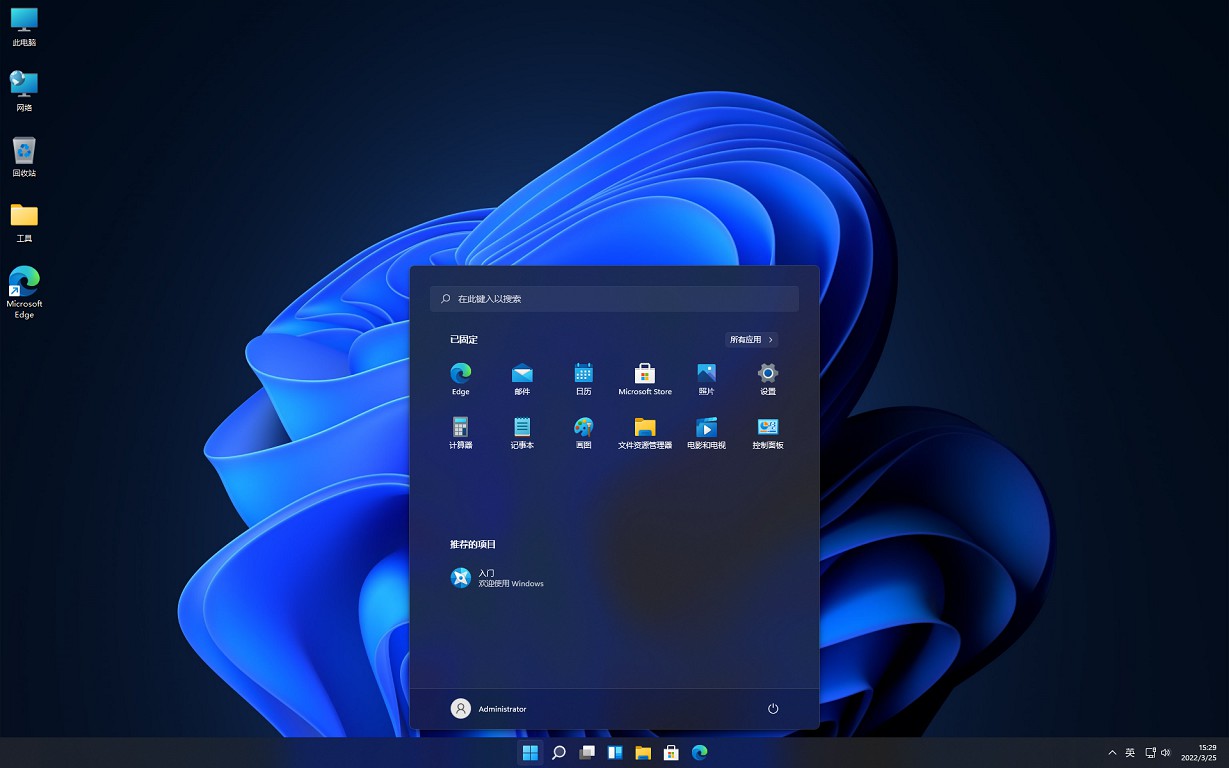 此电脑
网络
回收站
工具
Microsoft
Edge
在此键入以搜索
已固定
所有应用
Edge
邮件
日历
Microsoft Store
照片
设置
计算器
记事本
画图
文件资源管理器
电影和电视
控制面板
推荐的项目
入门
欢迎使用 Windows
Administrator
英
15:29
2022/3/25